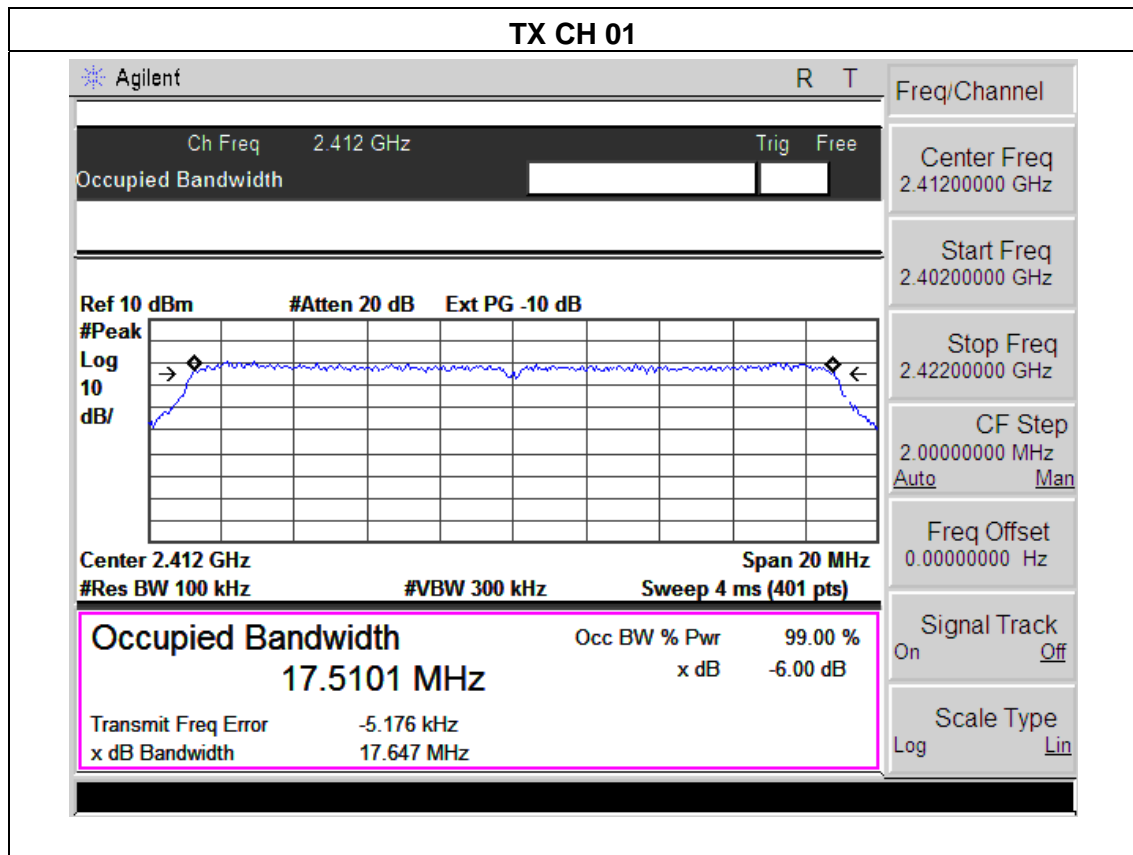 TX CH 01
Agilent R T
Ch Freq 2.412 GHz Trig Free
Occupied Bandwidth
Ref 10 dBm #Atten 20 dB Ext PG -10 dB
#Peak
Log
10
dB/
Center 2.412 GHz Span 20 MHz
#Res BW 100 kHz #VBW 300 kHz Sweep 4 ms (401 pts)
Occupied Bandwidth Occ BW % Pwr 99.00 %
17.5101 MHz x dB -6.00 dB
Transmit Freq Error -5.176 kHz
x dB Bandwidth 17.647 MHz
Freq/Channel
Center Freq
2.41200000 GHz
Start Freq
2.40200000 GHz
Stop Freq
2.42200000 GHz
CF Step
2.00000000 MHz
Auto Man
Freq Offset
0.00000000 Hz
Signal Track
On Off
Scale Type
Log Lin